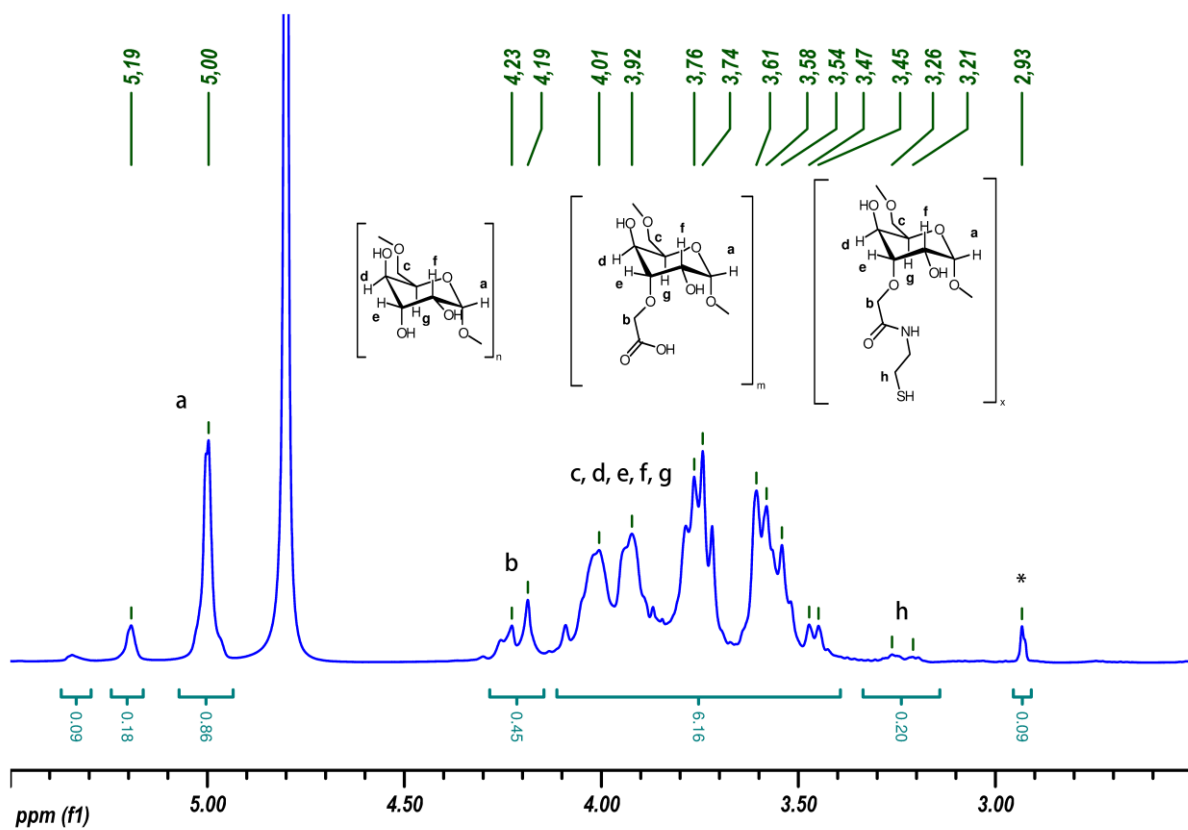 5,19 5,00 4,23 4,19 4,01 3,92 3,76 3,74 3,61 3,58 3,54 3,47 3,45 3,26 3,21 2,93
HO O c f H O a H d H H e H g OH OH O n
HO O c f H O a H d H H e H g OH O O b O OH m
HO O c f H O a H d H H e H g OH O O b O NH h SH x
a
c, d, e, f, g
b
h
*
0.09 0.18 0.86 0.45 6.16 0.20 0.09
5.00 4.50 4.00 3.50 3.00
ppm (f1)